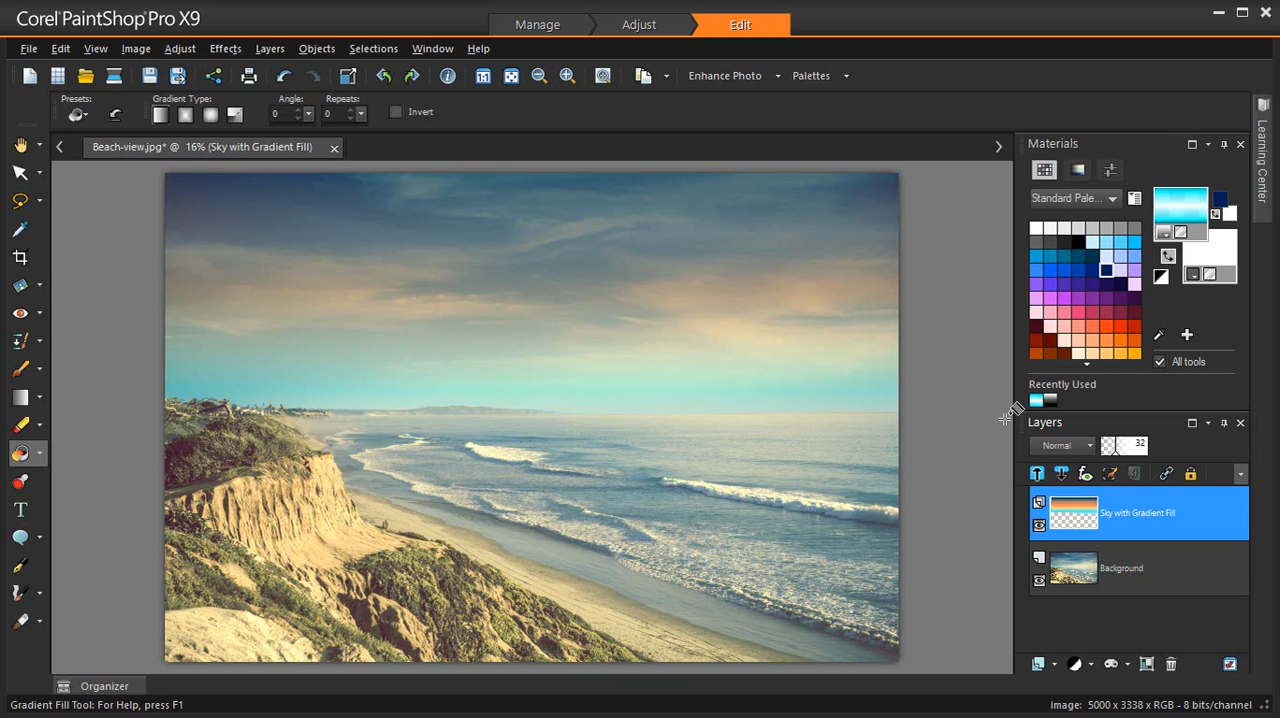 Corel PaintShop Pro X9
Manage
Adjust
Edit
File Edit View Image Adjust Effects Layers Objects Selections Window Help
Enhance Photo
Palettes
Presets:
Gradient Type:
Angle:
Repeats:
0
0
Invert
Beach-view.jpg* @ 16% (Sky with Gradient Fill)
Materials
Learning Center
Standard Pale...
All tools
Recently Used
Layers
Normal
32
Sky with Gradient Fill
Background
Organizer
Gradient Fill Tool: For Help, press F1
Image: 5000 x 3338 x RGB - 8 bits/channel